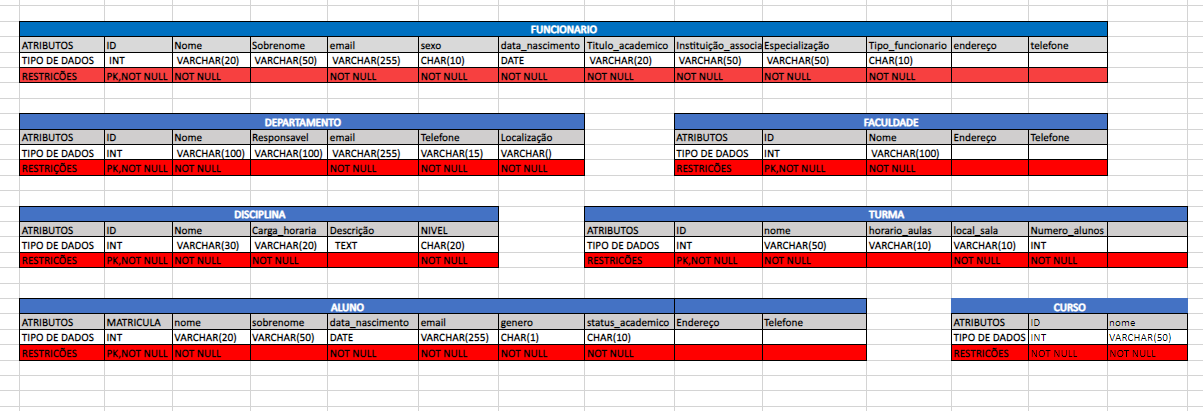 FUNCIONARIO
ATRIBUTOS ID Nome Sobrenome email sexo data_nascimento Titulo_academico Instituição_associa Especialização Tipo_funcionario endereço telefone
TIPO DE DADOS INT VARCHAR(20) VARCHAR(50) VARCHAR(255) CHAR(10) DATE VARCHAR(20) VARCHAR(50) VARCHAR(50) CHAR(10)
RESTRICÕES PK,NOT NULL NOT NULL NOT NULL NOT NULL NOT NULL NOT NULL NOT NULL NOT NULL NOT NULL
DEPARTAMENTO
ATRIBUTOS ID Nome Responsavel email Telefone Localização
TIPO DE DADOS INT VARCHAR(100) VARCHAR(100) VARCHAR(255) VARCHAR(15) VARCHAR()
RESTRIÇÕES PK,NOT NULL NOT NULL NOT NULL NOT NULL NOT NULL
FACULDADE
ATRIBUTOS ID Nome Endereço Telefone
TIPO DE DADOS INT VARCHAR(100)
RESTRICÕES PK,NOT NULL NOT NULL
DISCIPLINA
ATRIBUTOS ID Nome Carga_horaria Descrição NIVEL
TIPO DE DADOS INT VARCHAR(30) VARCHAR(20) TEXT CHAR(20)
RESTRICÕES PK,NOT NULL NOT NULL NOT NULL NOT NULL
TURMA
ATRIBUTOS ID nome horario_aulas local_sala Numero_alunos
TIPO DE DADOS INT VARCHAR(50) VARCHAR(10) VARCHAR(10) INT
RESTRICÕES PK,NOT NULL NOT NULL NOT NULL NOT NULL
ALUNO
ATRIBUTOS MATRICULA nome sobrenome data_nascimento email genero status_academico Endereço Telefone
TIPO DE DADOS INT VARCHAR(20) VARCHAR(50) DATE VARCHAR(255) CHAR(1) CHAR(10)
RESTRICÕES PK,NOT NULL NOT NULL NOT NULL NOT NULL NOT NULL NOT NULL
CURSO
ATRIBUTOS ID nome
TIPO DE DADOS INT VARCHAR(50)
RESTRICÕES NOT NULL NOT NULL